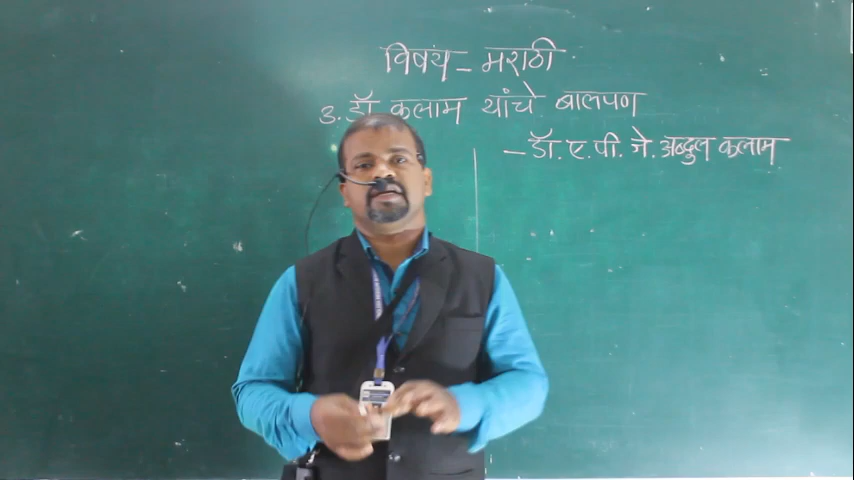 विषय - मराठी
३. डॉ कलाम यांचे बालपण
- डॉ. ए. पी. जे. अब्दुल कलाम